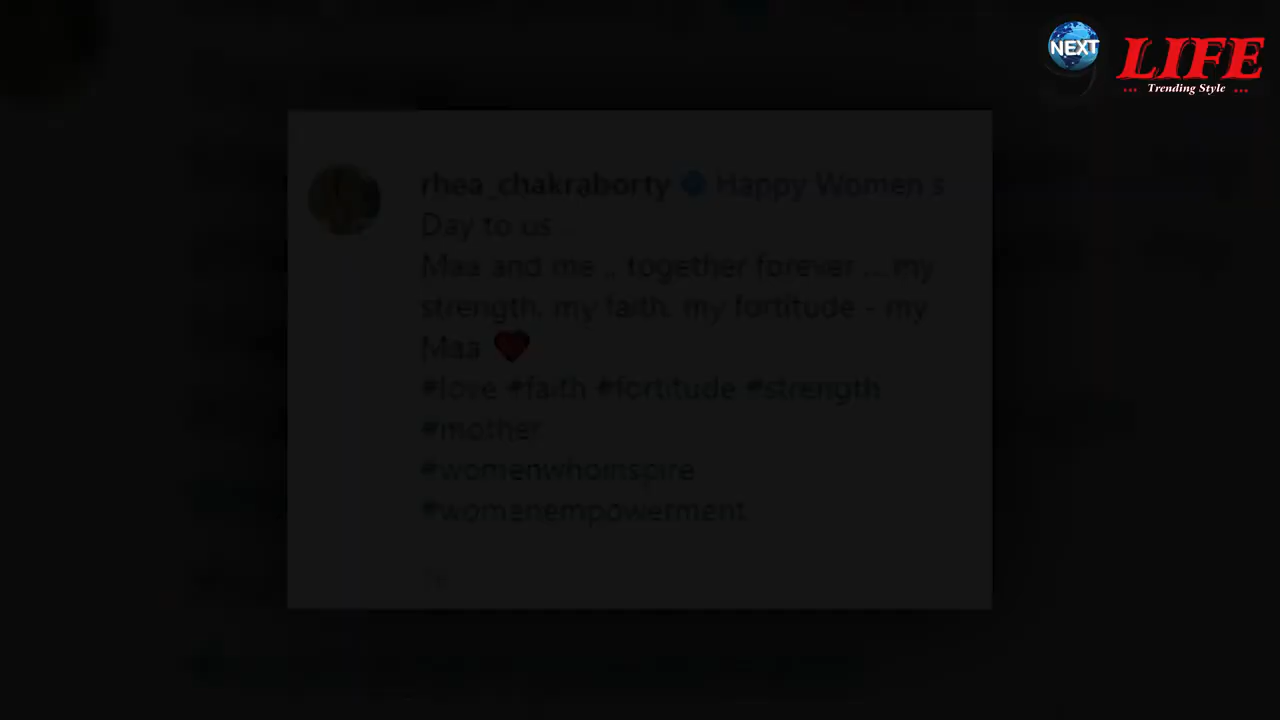 NEXT LIFE
... Trending Style ...
rhea_chakraborty Happy Women s
Day to us ..
Maa and me .. together forever ... my
strength, my faith, my fortitude - my
Maa ❤
#love #faith #fortitude #strength
#mother
#womenwhoinspire
#womenempowerment